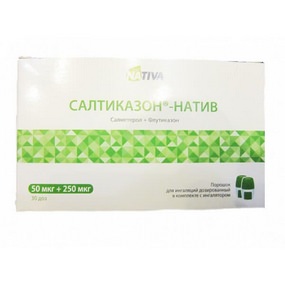 NATIVA
САЛТИКАЗОН®-НАТИВ
Салметерол + Флутиказон
50 мкг + 250 мкг
Порошок
для ингаляций дозированный
в комплекте с ингалятором